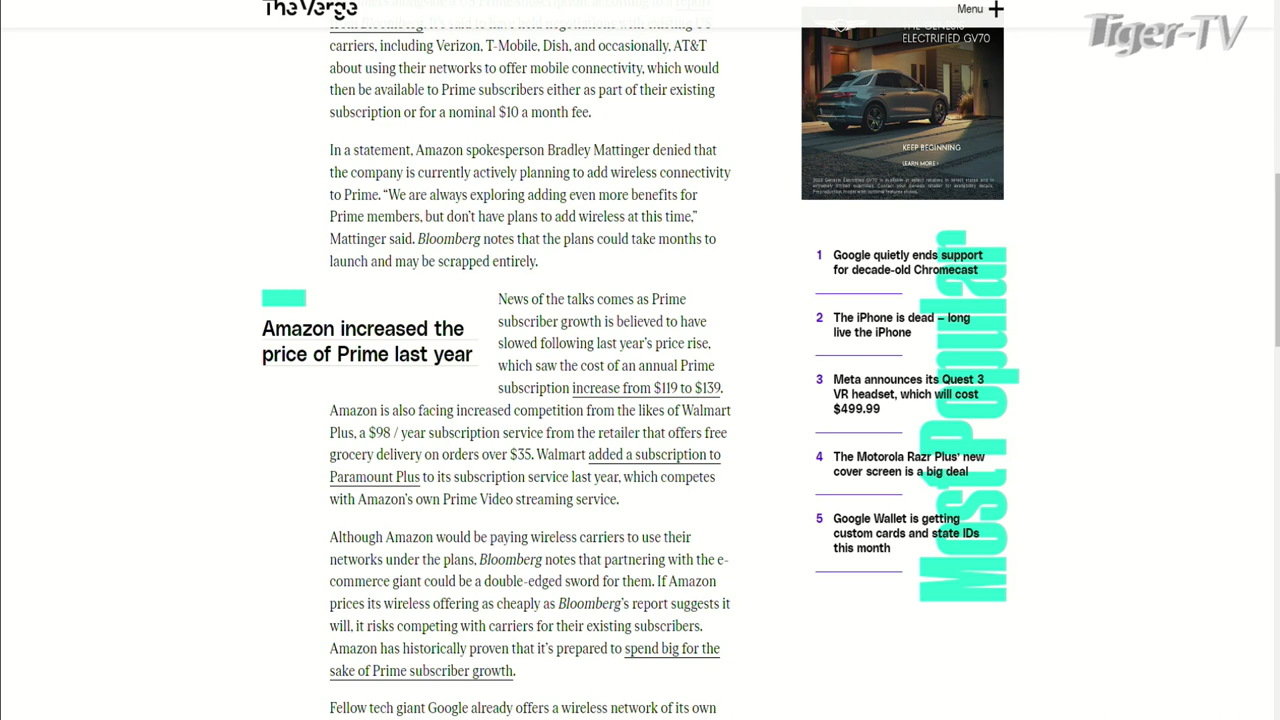 The Verge
Menu
Tiger-TV
carriers, including Verizon, T-Mobile, Dish, and occasionally, AT&T
about using their networks to offer mobile connectivity, which would
then be available to Prime subscribers either as part of their existing
subscription or for a nominal $10 a month fee.
In a statement, Amazon spokesperson Bradley Mattinger denied that
the company is currently actively planning to add wireless connectivity
to Prime. “We are always exploring adding even more benefits for
Prime members, but don’t have plans to add wireless at this time,”
Mattinger said. Bloomberg notes that the plans could take months to
launch and may be scrapped entirely.
Amazon increased the
price of Prime last year
News of the talks comes as Prime
subscriber growth is believed to have
slowed following last year’s price rise,
which saw the cost of an annual Prime
subscription increase from $119 to $139.
Amazon is also facing increased competition from the likes of Walmart
Plus, a $98 / year subscription service from the retailer that offers free
grocery delivery on orders over $35. Walmart added a subscription to
Paramount Plus to its subscription service last year, which competes
with Amazon’s own Prime Video streaming service.
Although Amazon would be paying wireless carriers to use their
networks under the plans, Bloomberg notes that partnering with the e-
commerce giant could be a double-edged sword for them. If Amazon
prices its wireless offering as cheaply as Bloomberg’s report suggests it
will, it risks competing with carriers for their existing subscribers.
Amazon has historically proven that it’s prepared to spend big for the
sake of Prime subscriber growth.
Fellow tech giant Google already offers a wireless network of its own
ELECTRIFIED GV70
KEEP BEGINNING
LEARN MORE ›
Most Popular
1 Google quietly ends support
for decade-old Chromecast
2 The iPhone is dead – long
live the iPhone
3 Meta announces its Quest 3
VR headset, which will cost
$499.99
4 The Motorola Razr Plus’ new
cover screen is a big deal
5 Google Wallet is getting
custom cards and state IDs
this month